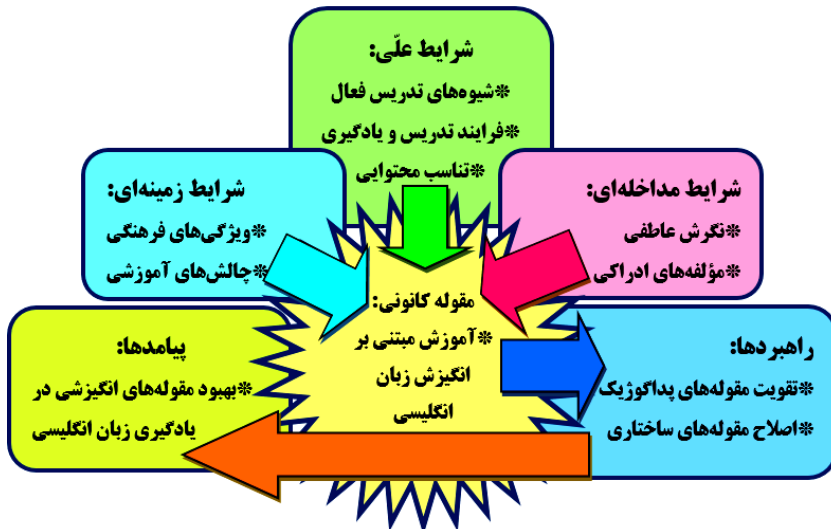 شرایط علّی:
*شیوه‌های تدریس فعال
*فرایند تدریس و یادگیری
*تناسب محتوایی
شرایط مداخله‌ای:
*نگرش عاطفی
*مؤلفه‌های ادراکی
شرایط زمینه‌ای:
*ویژگی‌های فرهنگی
*چالش‌های آموزشی
مقوله کانونی:
*آموزش مبتنی بر
انگیزش زبان
انگلیسی
راهبردها:
*تقویت مقوله‌های پداگوژیک
*اصلاح مقوله‌های ساختاری
پیامدها:
*بهبود مقوله‌های انگیزشی در
یادگیری زبان انگلیسی